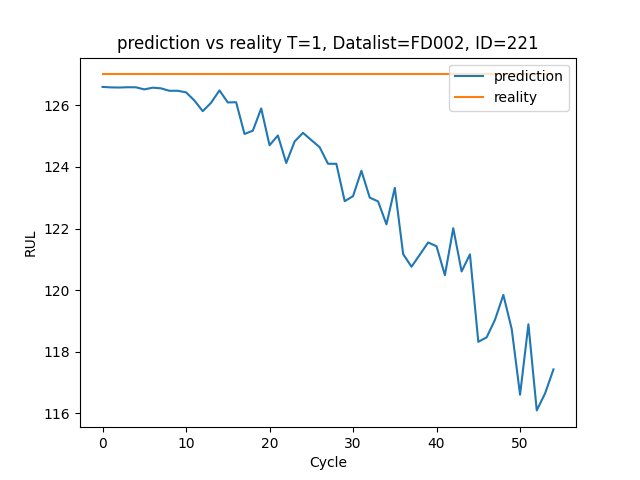 prediction vs reality T=1, Datalist=FD002, ID=221
prediction
reality
126
124
122
120
118
116
RUL
0 10 20 30 40 50
Cycle